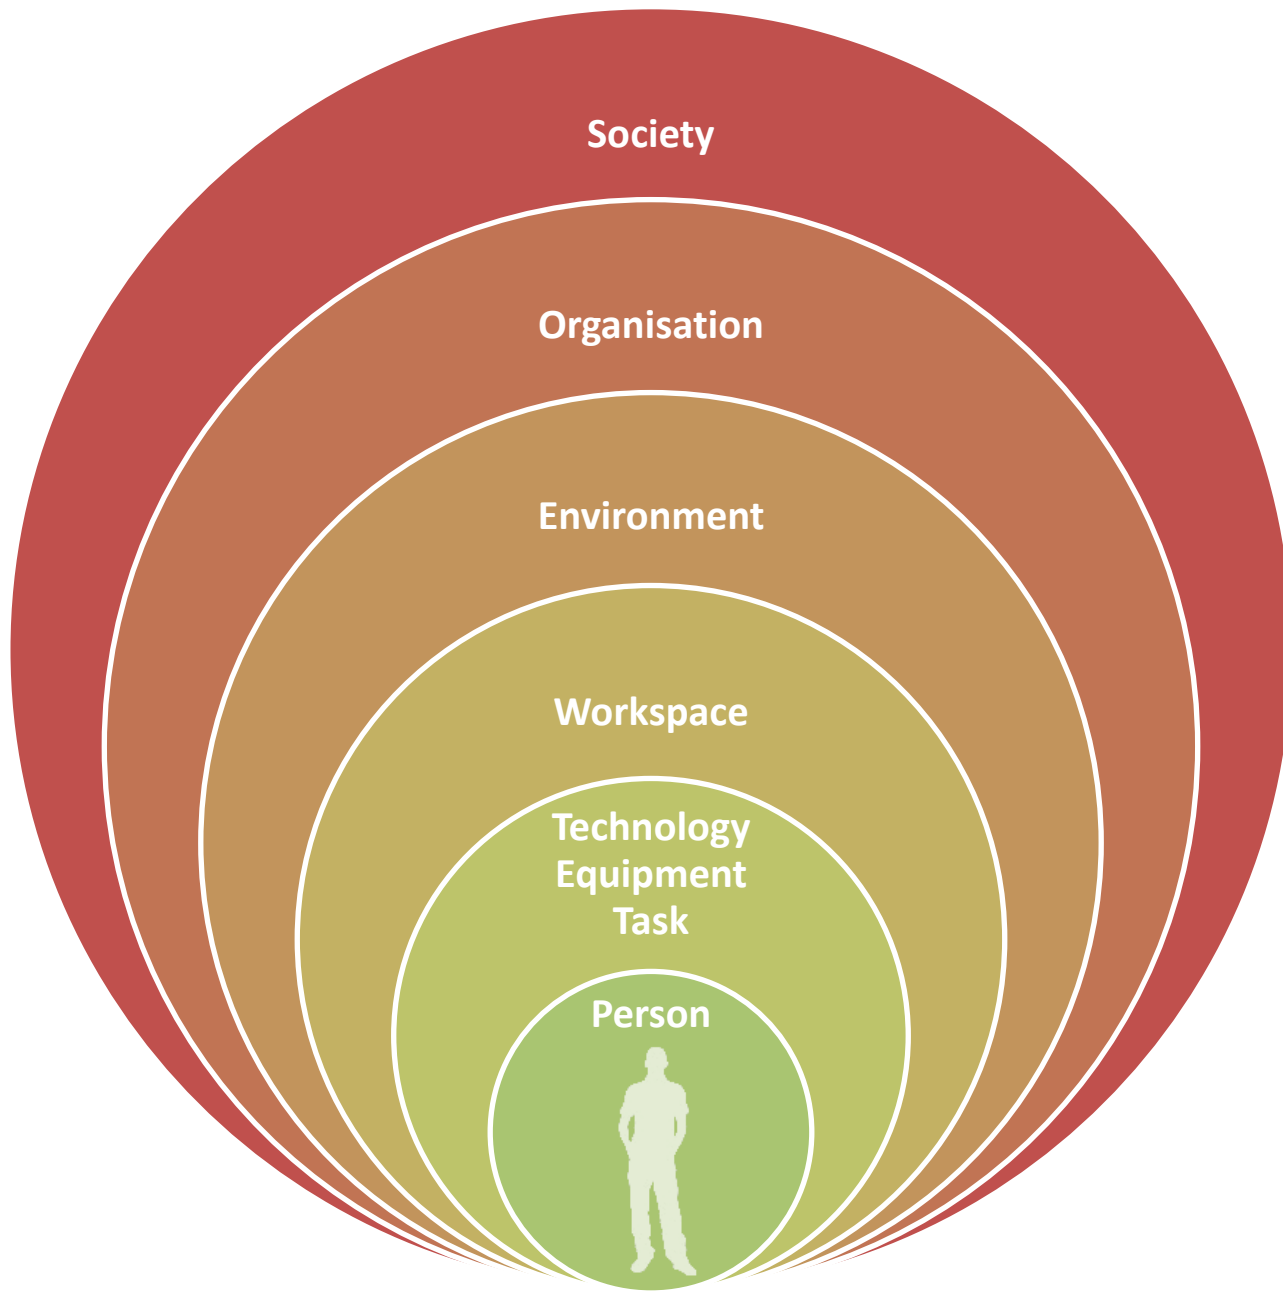 Society
Organisation
Environment
Workspace
Technology
Equipment
Task
Person